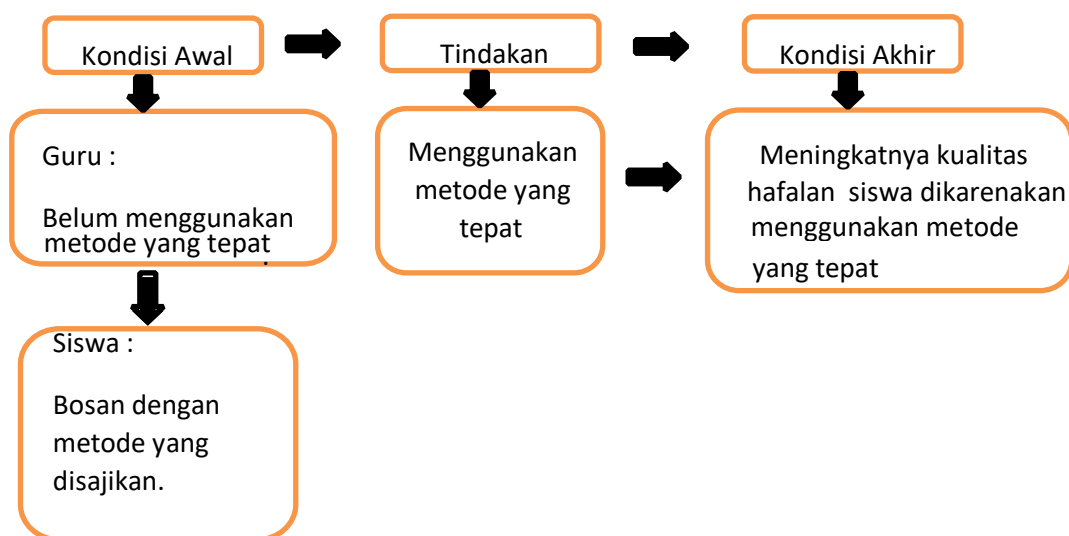 Kondisi Awal
Tindakan
Kondisi Akhir
Guru :
Belum menggunakan
metode yang tepat
Menggunakan
metode yang
tepat
Meningkatnya kualitas
hafalan siswa dikarenakan
menggunakan metode
yang tepat
Siswa :
Bosan dengan
metode yang
disajikan.